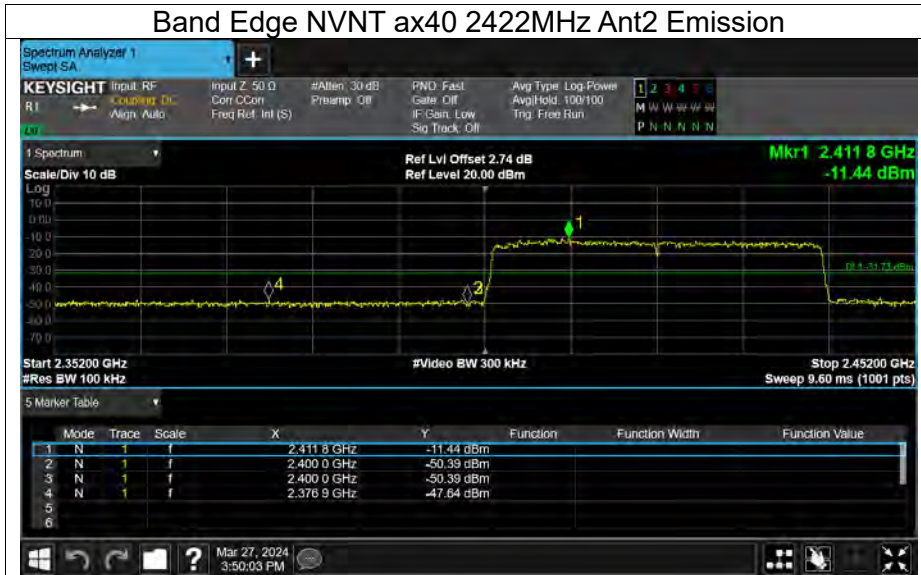 Band Edge NVNT ax40 2422MHz Ant2 Emission
Spectrum Analyzer 1
Swept SA
+
KEYSIGHT Input: RF Input Z: 50 Ω #Atten: 30 dB PNO: Fast Avg Type: Log-Power 1 2 3 4 5 6
R1 Coupling: DC Corr CCorr Preamp: Off Gate: Off Avg|Hold: 100/100 M W W W W W
Align: Auto Freq Ref: Int (S) IF Gain: Low Trig: Free Run
Sig Track: Off P N N N N N
1 Spectrum Ref Lvl Offset 2.74 dB Mkr1 2.411 8 GHz
Scale/Div 10 dB Ref Level 20.00 dBm -11.44 dBm
Log
10.0
0.00
-10.0
-20.0
-30.0 DL1 -31.73 dBm
-40.0
-50.0
-60.0
-70.0
1
4
2
Start 2.35200 GHz #Video BW 300 kHz Stop 2.45200 GHz
#Res BW 100 kHz Sweep 9.60 ms (1001 pts)
5 Marker Table
Mode Trace Scale X Y Function Function Width Function Value
1 N 1 f 2.411 8 GHz -11.44 dBm
2 N 1 f 2.400 0 GHz -50.39 dBm
3 N 1 f 2.400 0 GHz -50.39 dBm
4 N 1 f 2.376 9 GHz -47.64 dBm
5
6
? Mar 27, 2024
3:50:03 PM